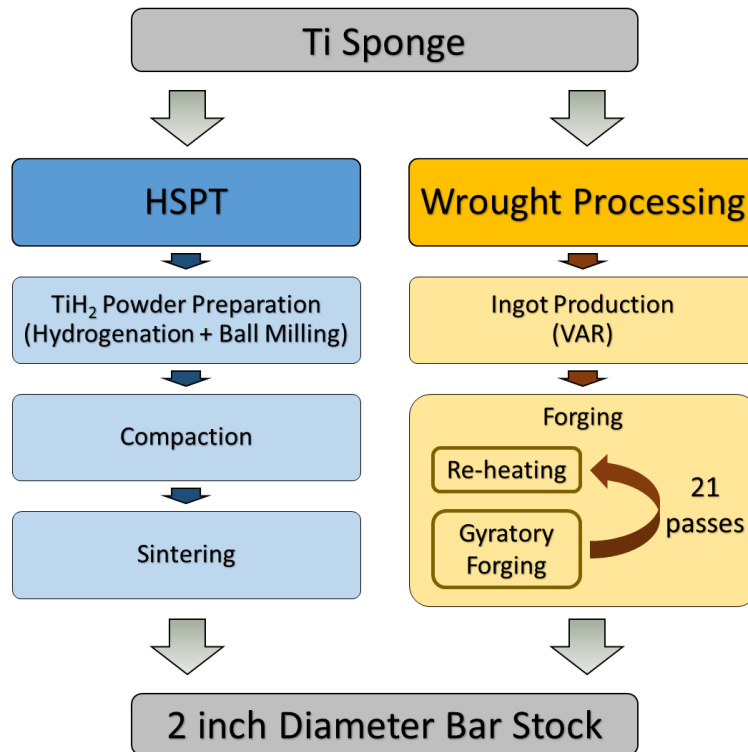 Ti Sponge
HSPT
TiH₂ Powder Preparation
(Hydrogenation + Ball Milling)
Compaction
Sintering
Wrought Processing
Ingot Production
(VAR)
Forging
Re-heating
Gyratory
Forging
21
passes
2 inch Diameter Bar Stock